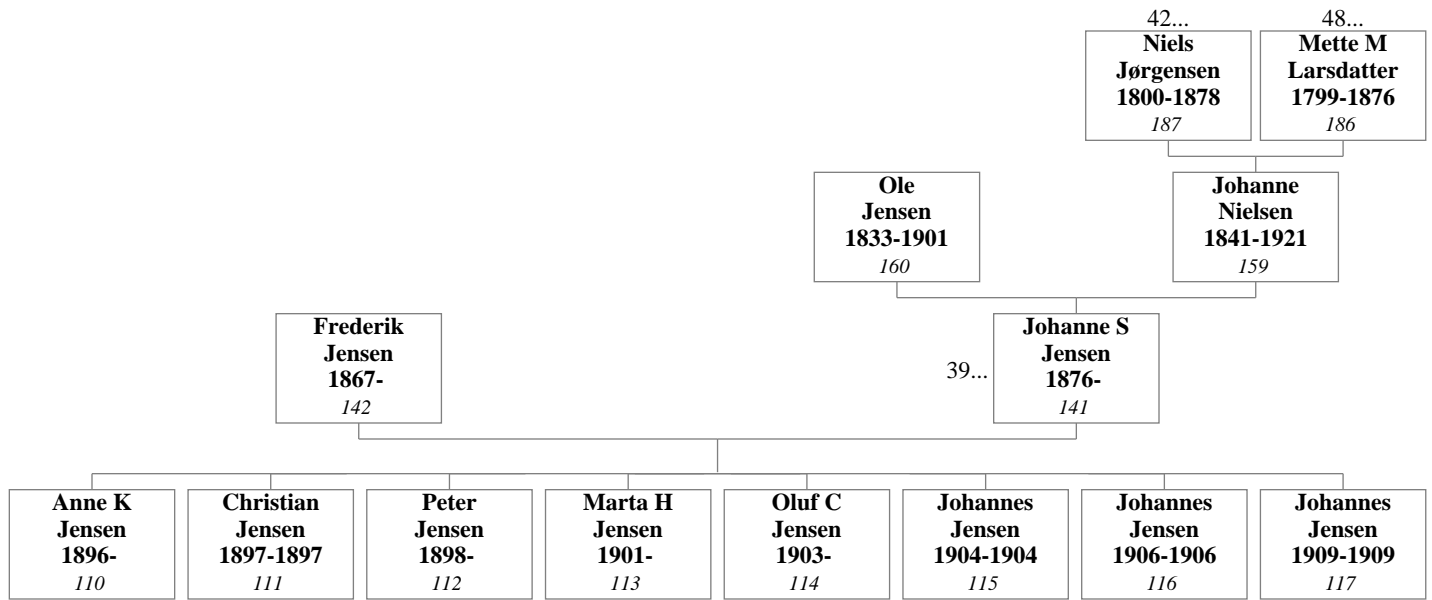 42...
48...
Niels
Jørgensen
1800-1878
187
Mette M
Larsdatter
1799-1876
186
Ole
Jensen
1833-1901
160
Johanne
Nielsen
1841-1921
159
Frederik
Jensen
1867-
142
39...
Johanne S
Jensen
1876-
141
Anne K
Jensen
1896-
110
Christian
Jensen
1897-1897
111
Peter
Jensen
1898-
112
Marta H
Jensen
1901-
113
Oluf C
Jensen
1903-
114
Johannes
Jensen
1904-1904
115
Johannes
Jensen
1906-1906
116
Johannes
Jensen
1909-1909
117